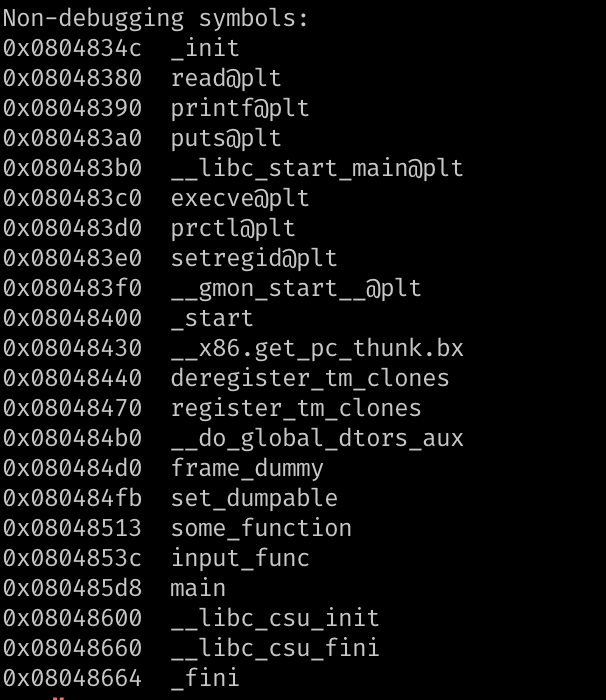 Non-debugging symbols:
0x0804834c  _init
0x08048380  read@plt
0x08048390  printf@plt
0x080483a0  puts@plt
0x080483b0  __libc_start_main@plt
0x080483c0  execve@plt
0x080483d0  prctl@plt
0x080483e0  setregid@plt
0x080483f0  __gmon_start__@plt
0x08048400  _start
0x08048430  __x86.get_pc_thunk.bx
0x08048440  deregister_tm_clones
0x08048470  register_tm_clones
0x080484b0  __do_global_dtors_aux
0x080484d0  frame_dummy
0x080484fb  set_dumpable
0x08048513  some_function
0x0804853c  input_func
0x080485d8  main
0x08048600  __libc_csu_init
0x08048660  __libc_csu_fini
0x08048664  _fini